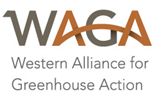 WAGA
Western Alliance for
Greenhouse Action